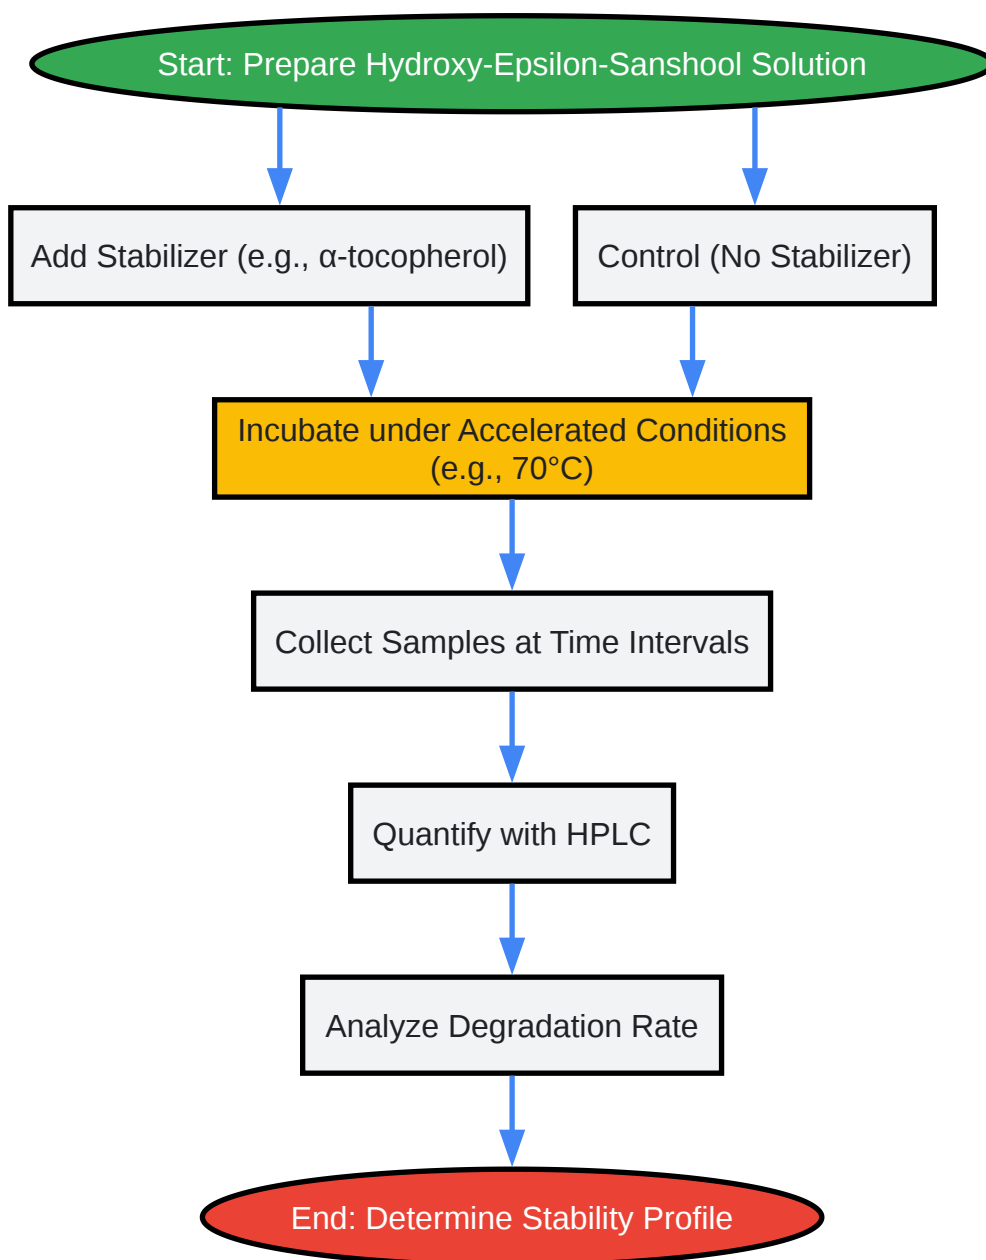 Start: Prepare Hydroxy-Epsilon-Sanshool Solution
Add Stabilizer (e.g., α-tocopherol)
Control (No Stabilizer)
Incubate under Accelerated Conditions
(e.g., 70°C)
Collect Samples at Time Intervals
Quantify with HPLC
Analyze Degradation Rate
End: Determine Stability Profile